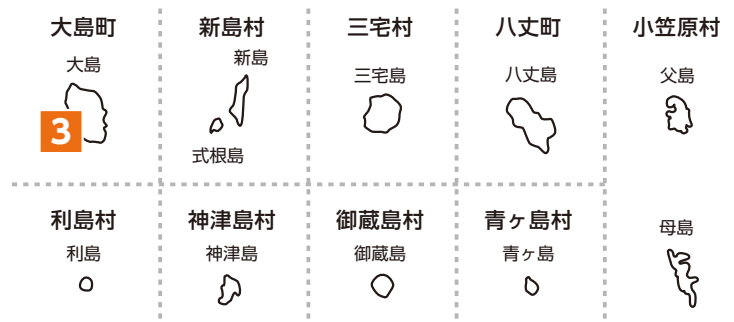 大島町
大島
3
新島村
新島
式根島
三宅村
三宅島
八丈町
八丈島
小笠原村
父島
母島
利島村
利島
神津島村
神津島
御蔵島村
御蔵島
青ヶ島村
青ヶ島